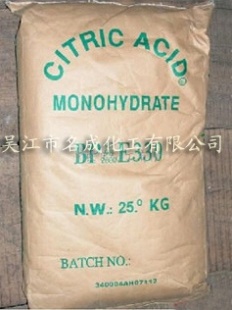 CITRIC ACID
MONOHYDRATE
吴江市名成化工有限公司
E330
N.W.: 25.0 KG
BATCH NO.: